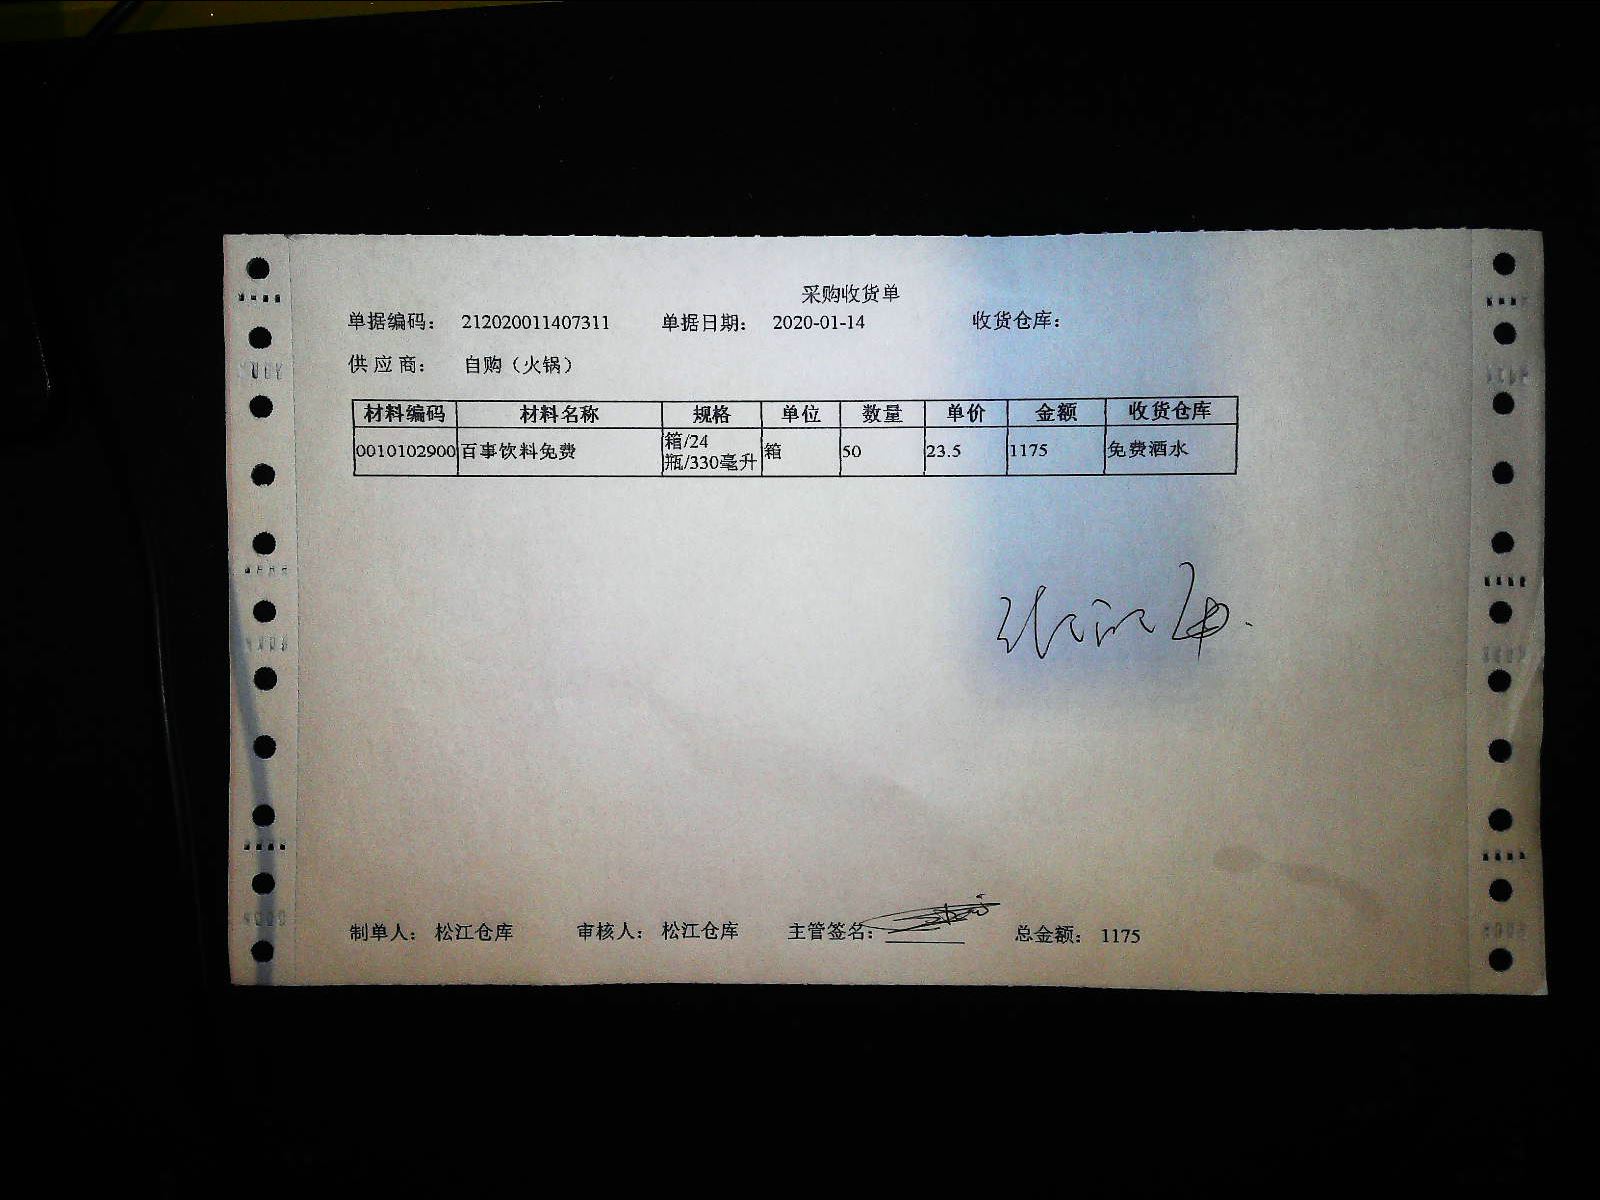 采购收货单
单据编码： 212020011407311 单据日期： 2020-01-14 收货仓库：
供 应 商： 自购（火锅）
材料编码 材料名称 规格 单位 数量 单价 金额 收货仓库
0010102900 百事饮料免费 箱/24瓶/330毫升 箱 50 23.5 1175 免费酒水
制单人： 松江仓库 审核人： 松江仓库 主管签名： 总金额： 1175